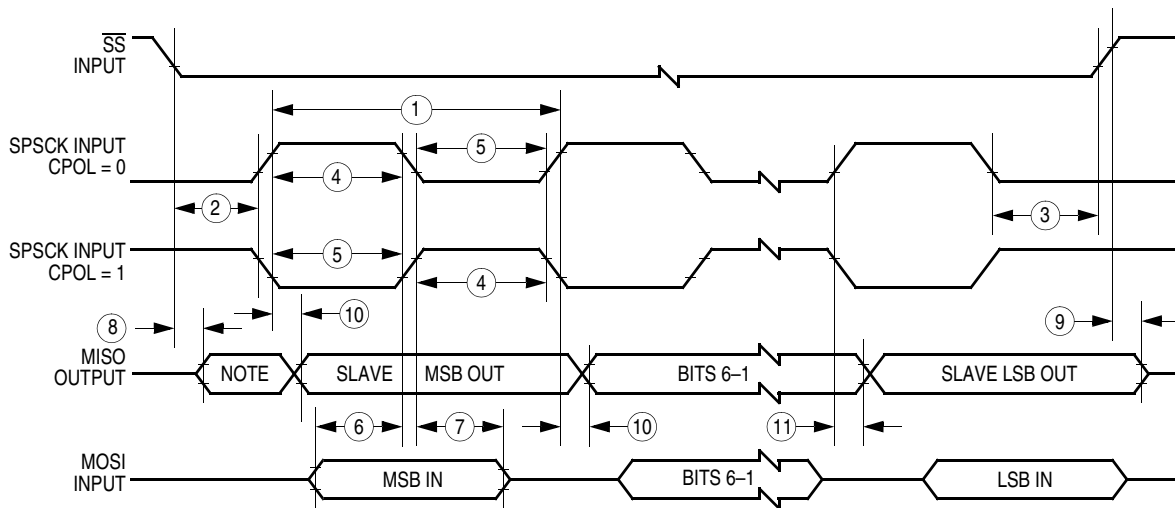 SS
INPUT
1
SPSCK INPUT
CPOL = 0
5
4
2
3
SPSCK INPUT
CPOL = 1
5
4
8
10
9
MISO
OUTPUT
NOTE
SLAVE MSB OUT
BITS 6–1
SLAVE LSB OUT
6
7
10
11
MOSI
INPUT
MSB IN
BITS 6–1
LSB IN